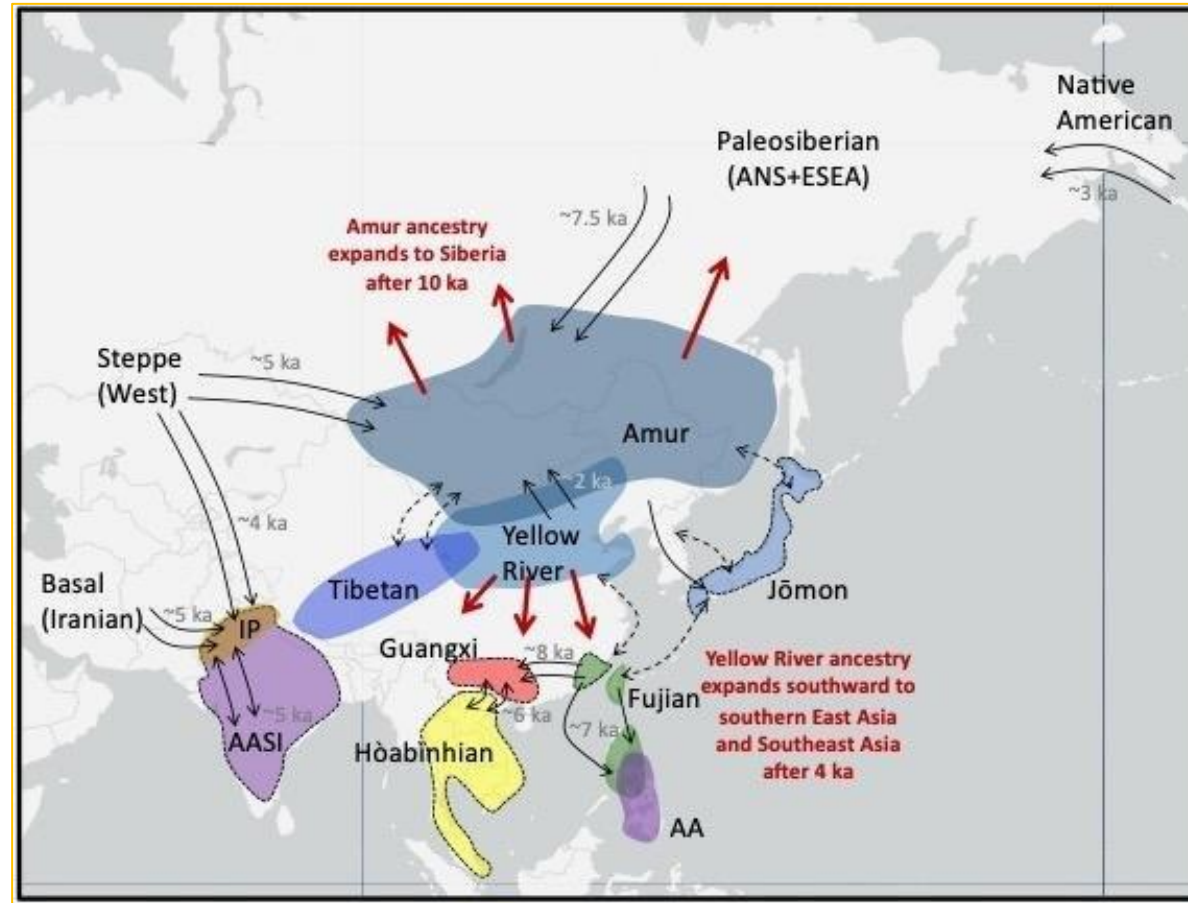 Native
American
~3 ka
Paleosiberian
(ANS+ESEA)
~7.5 ka
Amur ancestry
expands to Siberia
after 10 ka
Steppe
(West)
~5 ka
Amur
~2 ka
~4 ka
Yellow
River
Tibetan
Jōmon
Basal
(Iranian)
~5 ka
IP
Guangxi
~8 ka
Fujian
~6 ka
~7 ka
~5 ka
AASI
Hòabinhian
Yellow River ancestry
expands southward to
southern East Asia
and Southeast Asia
after 4 ka
AA